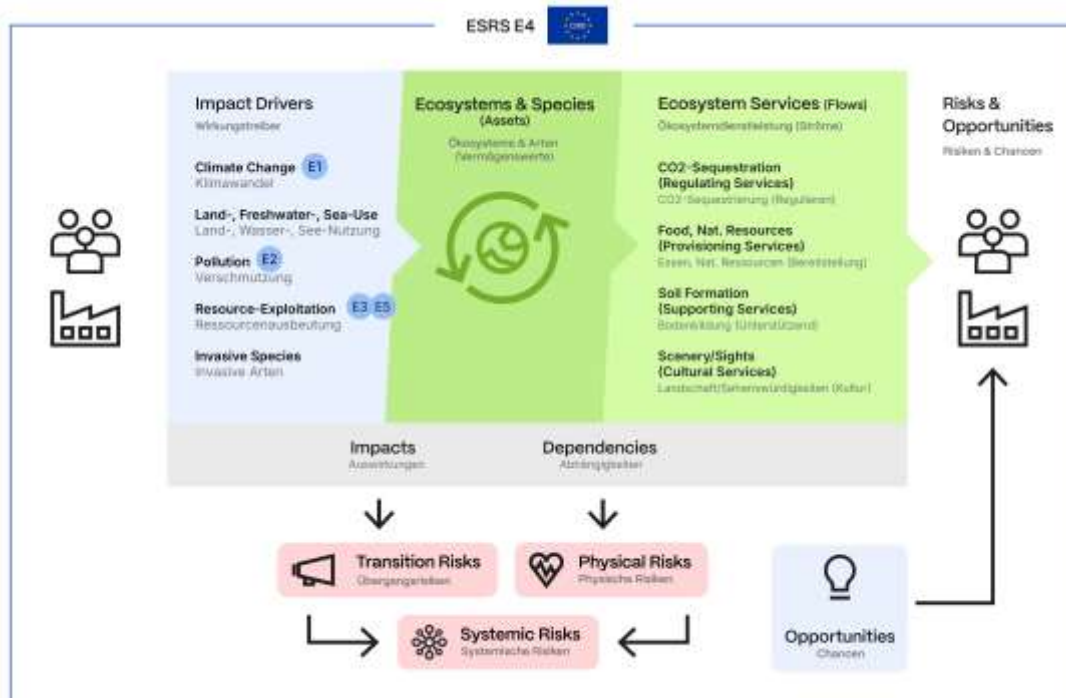 ESRS E4
Impact Drivers
Wirkungstreiber
Climate Change E1
Klimawandel
Land-, Freshwater-, Sea-Use
Land-, Wasser-, See-Nutzung
Pollution E2
Verschmutzung
Resource-Exploitation E3 E5
Ressourcenausbeutung
Invasive Species
Invasive Arten
Ecosystems & Species
(Assets)
Ökosysteme & Arten
(Vermögenswerte)
Ecosystem Services (Flows)
Ökosystemdienstleistung (Ströme)
CO2-Sequestration
(Regulating Services)
CO2-Sequestrierung (Regulieren)
Food, Nat. Resources
(Provisioning Services)
Essen, Nat. Ressourcen (Bereitstellung)
Soil Formation
(Supporting Services)
Bodenbildung (Unterstützend)
Scenery/Sights
(Cultural Services)
Landschaft/Sehenswürdigkeiten (Kultur)
Risks &
Opportunities
Risiken & Chancen
Impacts
Auswirkungen
Dependencies
Abhängigkeiten
Transition Risks
Übergangsrisiken
Physical Risks
Physische Risiken
Systemic Risks
Systemische Risiken
Opportunities
Chancen